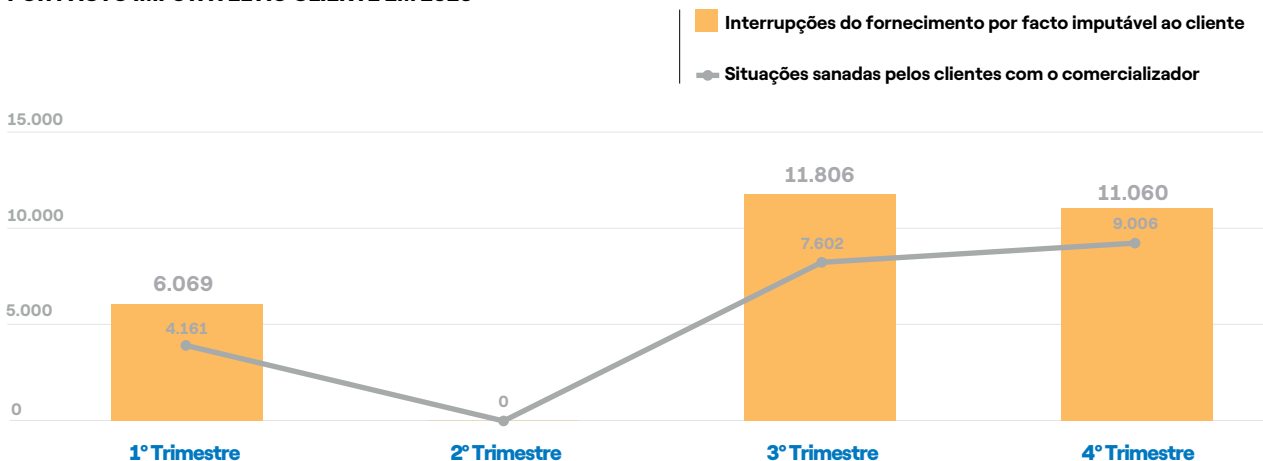 Interrupções do fornecimento por facto imputável ao cliente
Situações sanadas pelos clientes com o comercializador
15.000
11.806
11.060
10.000
9.006
7.602
6.069
5.000
4.161
0
0
1º Trimestre
2º Trimestre
3º Trimestre
4º Trimestre